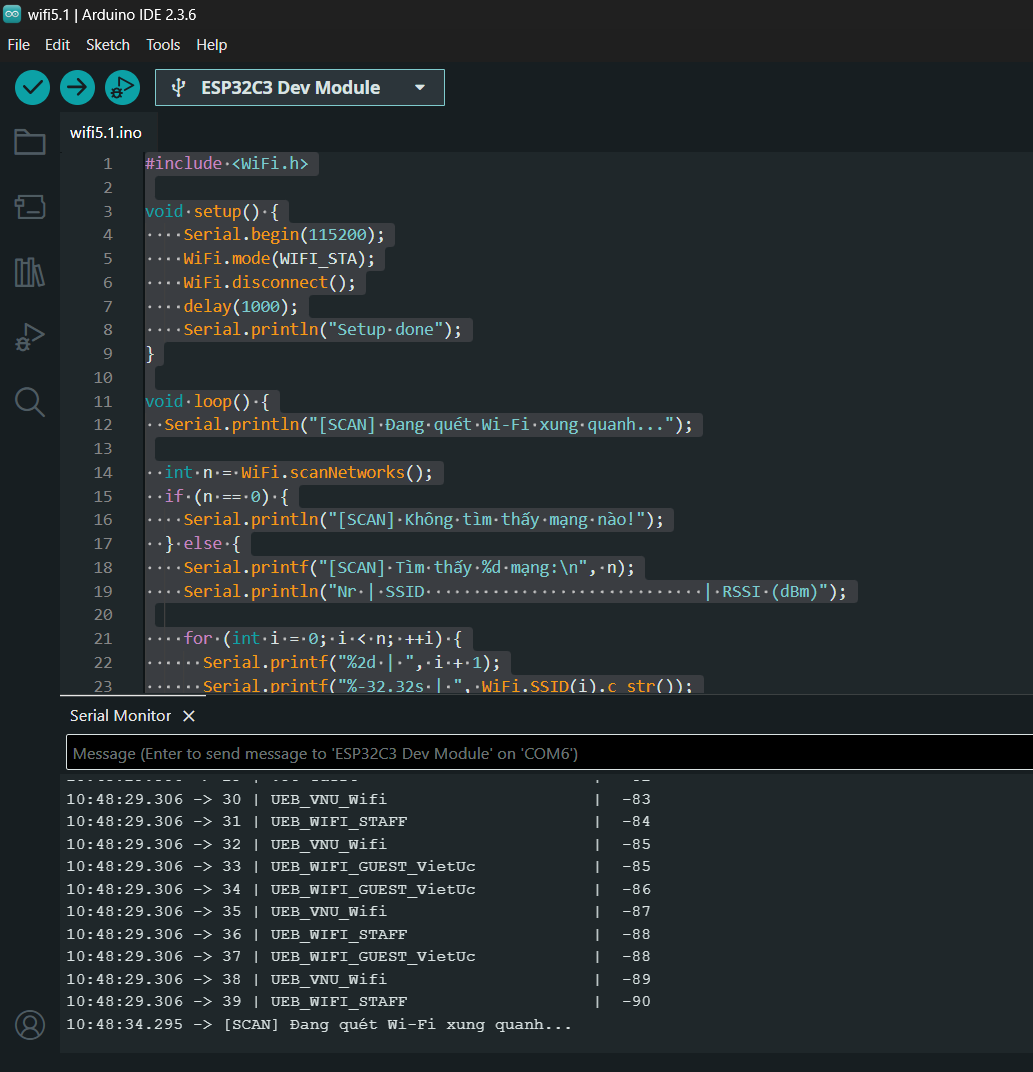 wifi5.1 | Arduino IDE 2.3.6
File Edit Sketch Tools Help
ESP32C3 Dev Module
wifi5.1.ino
1 #include <WiFi.h>
2
3 void setup() {
4     Serial.begin(115200);
5     WiFi.mode(WIFI_STA);
6     WiFi.disconnect();
7     delay(1000);
8     Serial.println("Setup done");
9 }
10
11 void loop() {
12   Serial.println("[SCAN] Đang quét Wi-Fi xung quanh...");
13
14   int n = WiFi.scanNetworks();
15   if (n == 0) {
16     Serial.println("[SCAN] Không tìm thấy mạng nào!");
17   } else {
18     Serial.printf("[SCAN] Tìm thấy %d mạng:\n", n);
19     Serial.println("Nr | SSID                             | RSSI (dBm)");
20
21     for (int i = 0; i < n; ++i) {
22       Serial.printf("%2d | ", i + 1);
23       Serial.printf("%-32.32s | ", WiFi.SSID(i).c_str());
Serial Monitor
Message (Enter to send message to 'ESP32C3 Dev Module' on 'COM6')
10:48:29.306 -> 30 | UEB_VNU_Wifi | -83
10:48:29.306 -> 31 | UEB_WIFI_STAFF | -84
10:48:29.306 -> 32 | UEB_VNU_Wifi | -85
10:48:29.306 -> 33 | UEB_WIFI_GUEST_VietUc | -85
10:48:29.306 -> 34 | UEB_WIFI_GUEST_VietUc | -86
10:48:29.306 -> 35 | UEB_VNU_Wifi | -87
10:48:29.306 -> 36 | UEB_WIFI_STAFF | -88
10:48:29.306 -> 37 | UEB_WIFI_GUEST_VietUc | -88
10:48:29.306 -> 38 | UEB_VNU_Wifi | -89
10:48:29.306 -> 39 | UEB_WIFI_STAFF | -90
10:48:34.295 -> [SCAN] Đang quét Wi-Fi xung quanh...